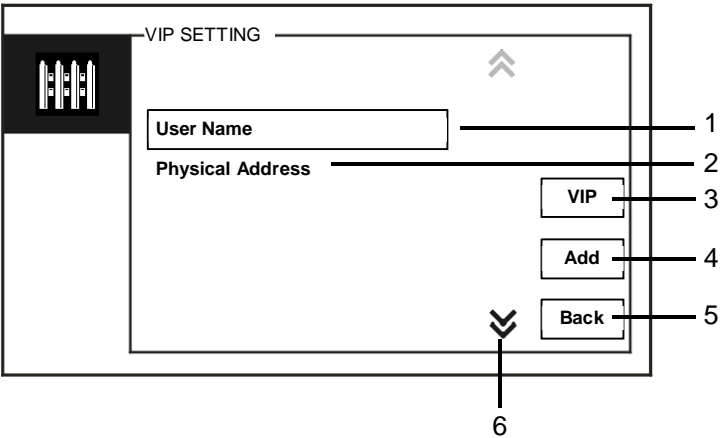 VIP SETTING
User Name
1
Physical Address
2
VIP
3
Add
4
Back
5
6